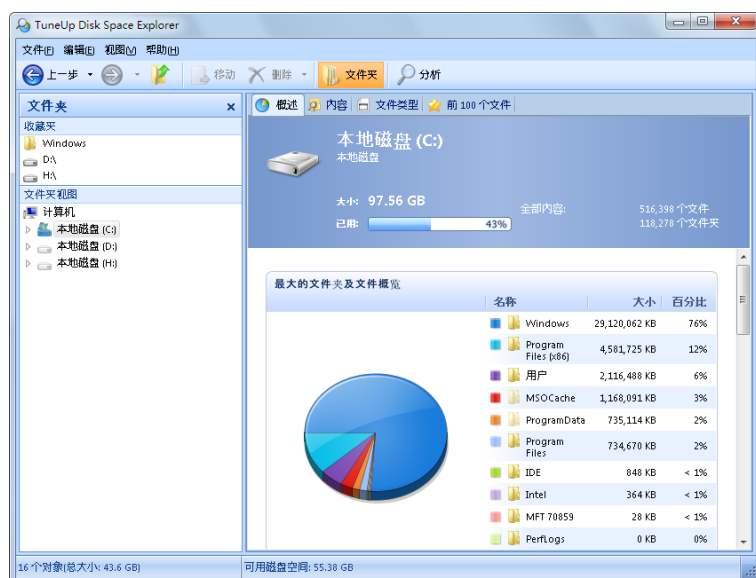 TuneUp Disk Space Explorer
文件(F) 编辑(E) 视图(V) 帮助(H)
上一步 移动 删除 文件夹 分析
文件夹
收藏夹
Windows
D:\
H:\
文件夹视图
计算机
本地磁盘 (C:)
本地磁盘 (D:)
本地磁盘 (H:)
概述 内容 文件类型 前 100 个文件
本地磁盘 (C:)
本地磁盘
大小: 97.56 GB
已用: 43%
全部内容: 516,398 个文件
118,278 个文件夹
最大的文件夹及文件概览
名称 大小 百分比
Windows 29,120,062 KB 76%
Program
Files (x86) 4,581,725 KB 12%
用户 2,116,488 KB 6%
MSOCache 1,168,091 KB 3%
ProgramData 735,114 KB 2%
Program
Files 734,670 KB 2%
IDE 848 KB < 1%
Intel 364 KB < 1%
MFT 70859 28 KB < 1%
PerfLogs 0 KB 0%
16 个对象(总大小: 43.6 GB) 可用磁盘空间: 55.38 GB